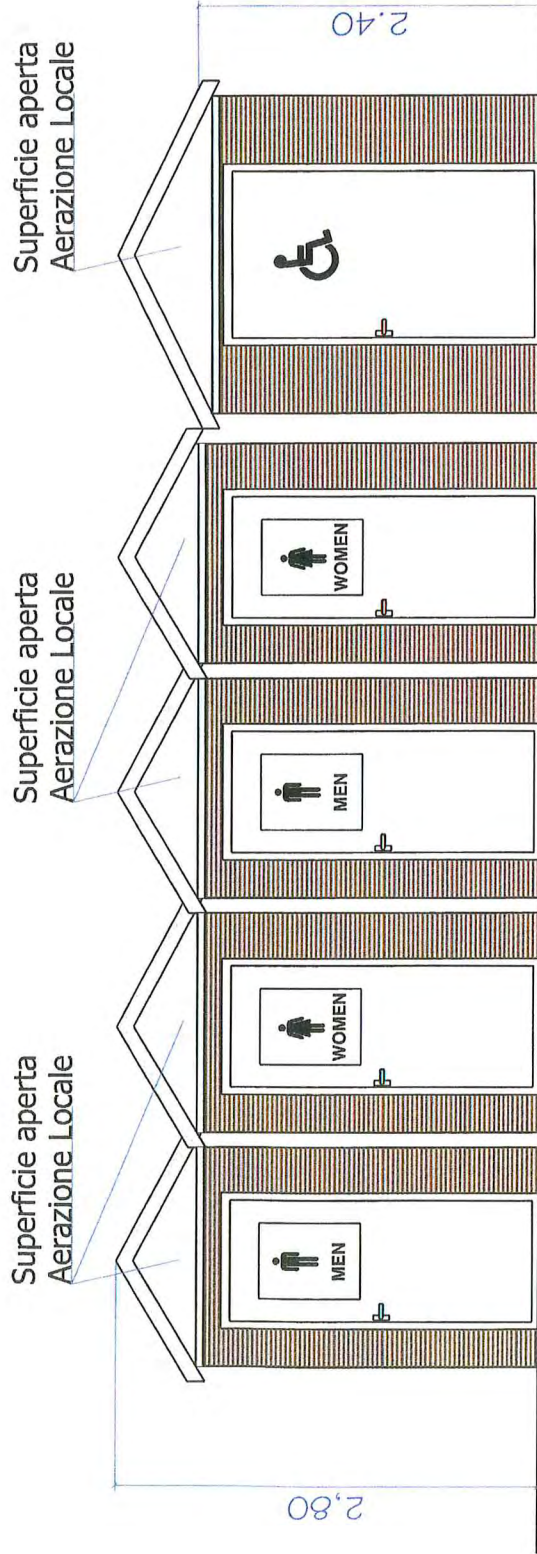 Superficie aperta
Aerazione Locale
Superficie aperta
Aerazione Locale
Superficie aperta
Aerazione Locale
2,80
MEN
WOMEN
MEN
WOMEN
2.40